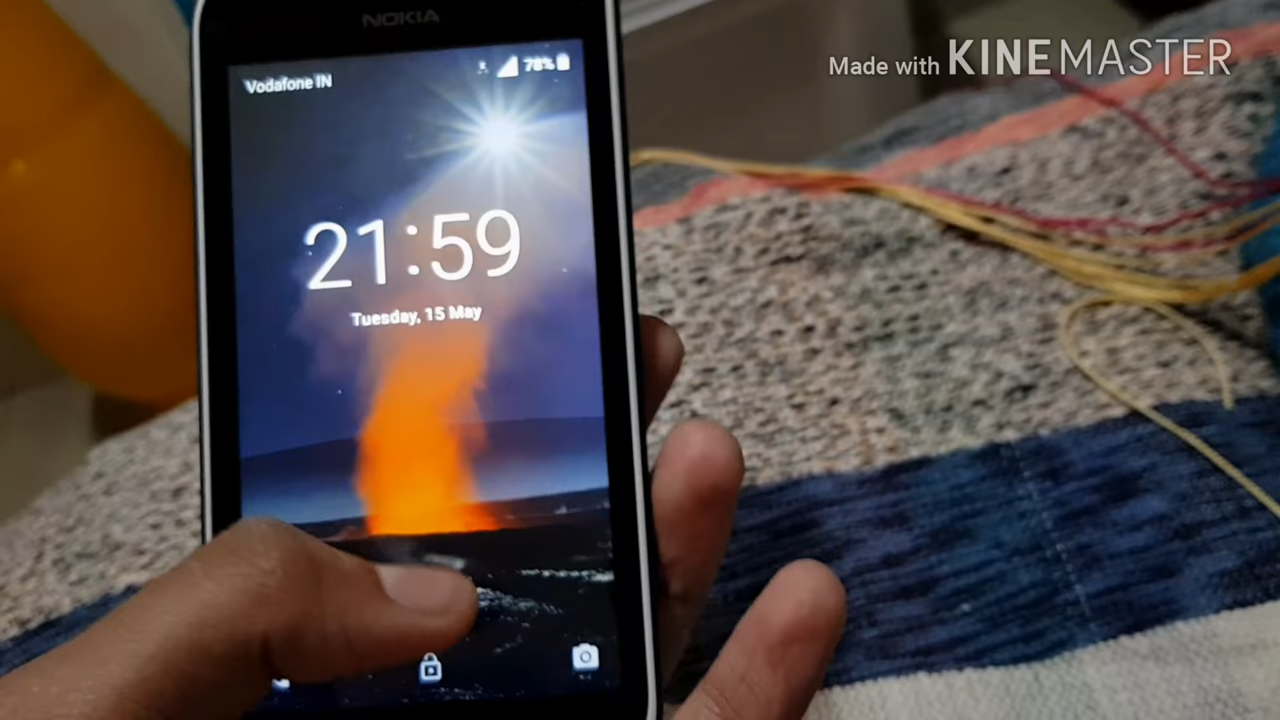 NOKIA
Made with KINEMASTER
Vodafone IN
78%
21:59
Tuesday, 15 May